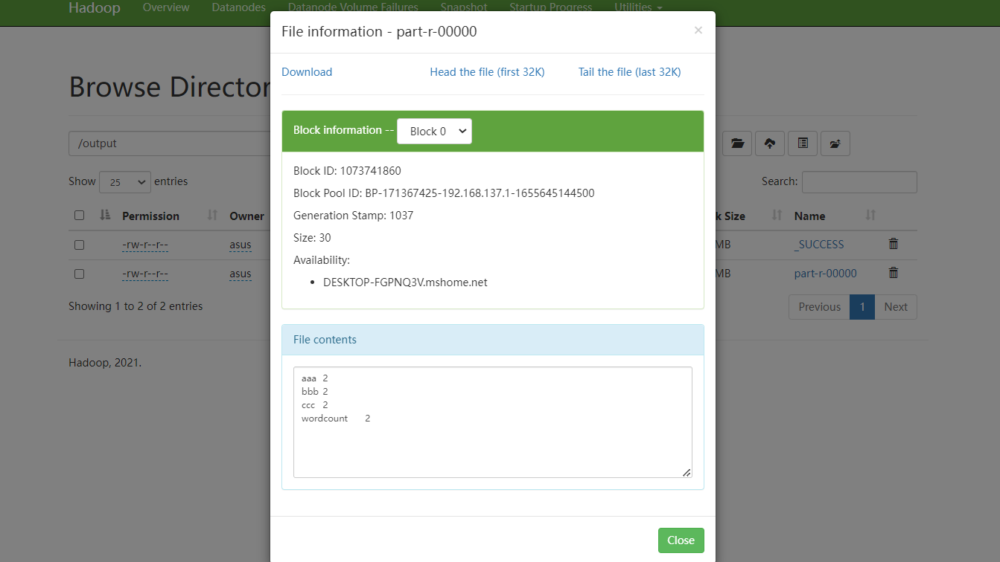 Hadoop Overview Datanodes Datanode Volume Failures Snapshot Startup Progress Utilities
File information - part-r-00000 ×
Download Head the file (first 32K) Tail the file (last 32K)
Browse Director
Block information -- Block 0
/output
Block ID: 1073741860
Show 25 entries
Search:
Block Pool ID: BP-171367425-192.168.137.1-1655645144500
Permission Owner k Size Name
Generation Stamp: 1037
Size: 30
-rw-r--r-- asus MB _SUCCESS
Availability:
-rw-r--r-- asus MB part-r-00000
• DESKTOP-FGPNQ3V.mshome.net
Showing 1 to 2 of 2 entries
Previous 1 Next
File contents
Hadoop, 2021.
aaa 2
bbb 2
ccc 2
wordcount 2
Close